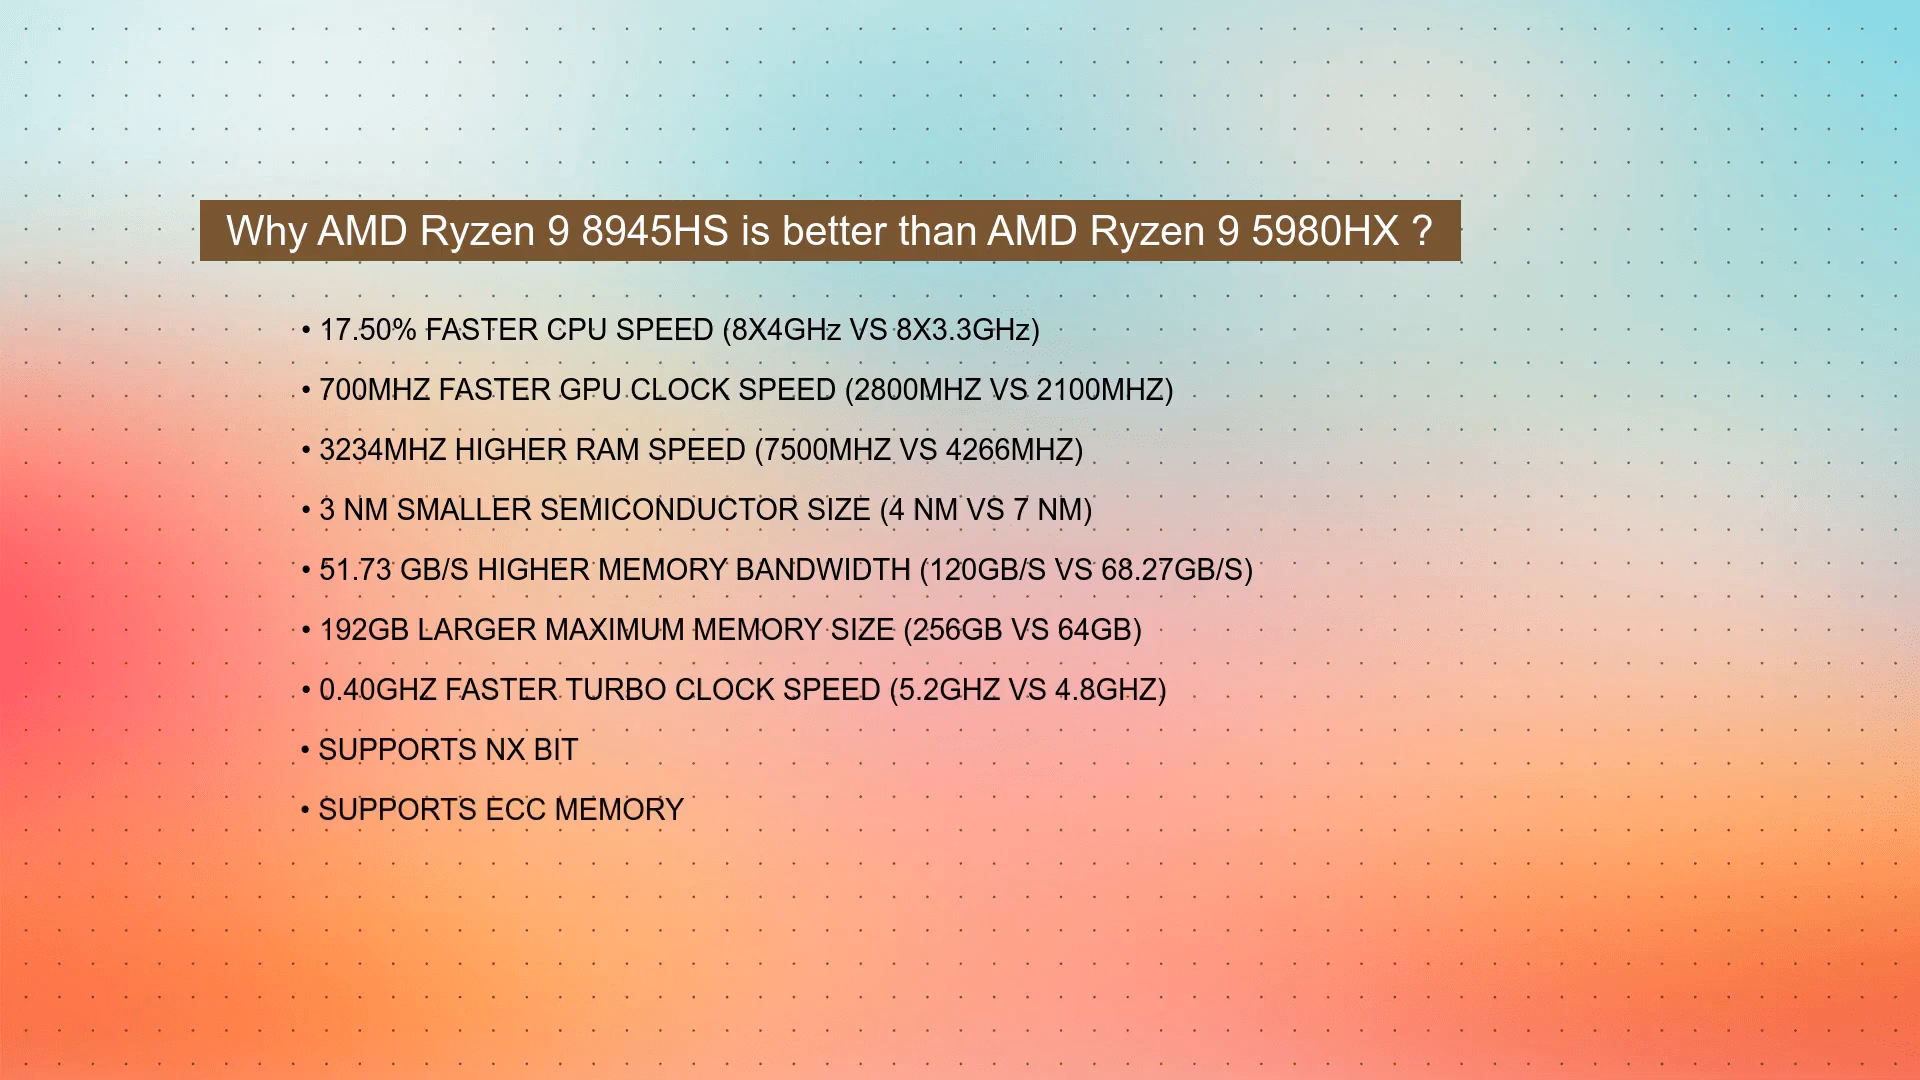 Why AMD Ryzen 9 8945HS is better than AMD Ryzen 9 5980HX ?
• 17.50% FASTER CPU SPEED (8X4GHz VS 8X3.3GHz)
• 700MHZ FASTER GPU CLOCK SPEED (2800MHZ VS 2100MHZ)
• 3234MHZ HIGHER RAM SPEED (7500MHZ VS 4266MHZ)
• 3 NM SMALLER SEMICONDUCTOR SIZE (4 NM VS 7 NM)
• 51.73 GB/S HIGHER MEMORY BANDWIDTH (120GB/S VS 68.27GB/S)
• 192GB LARGER MAXIMUM MEMORY SIZE (256GB VS 64GB)
• 0.40GHZ FASTER TURBO CLOCK SPEED (5.2GHZ VS 4.8GHZ)
• SUPPORTS NX BIT
• SUPPORTS ECC MEMORY